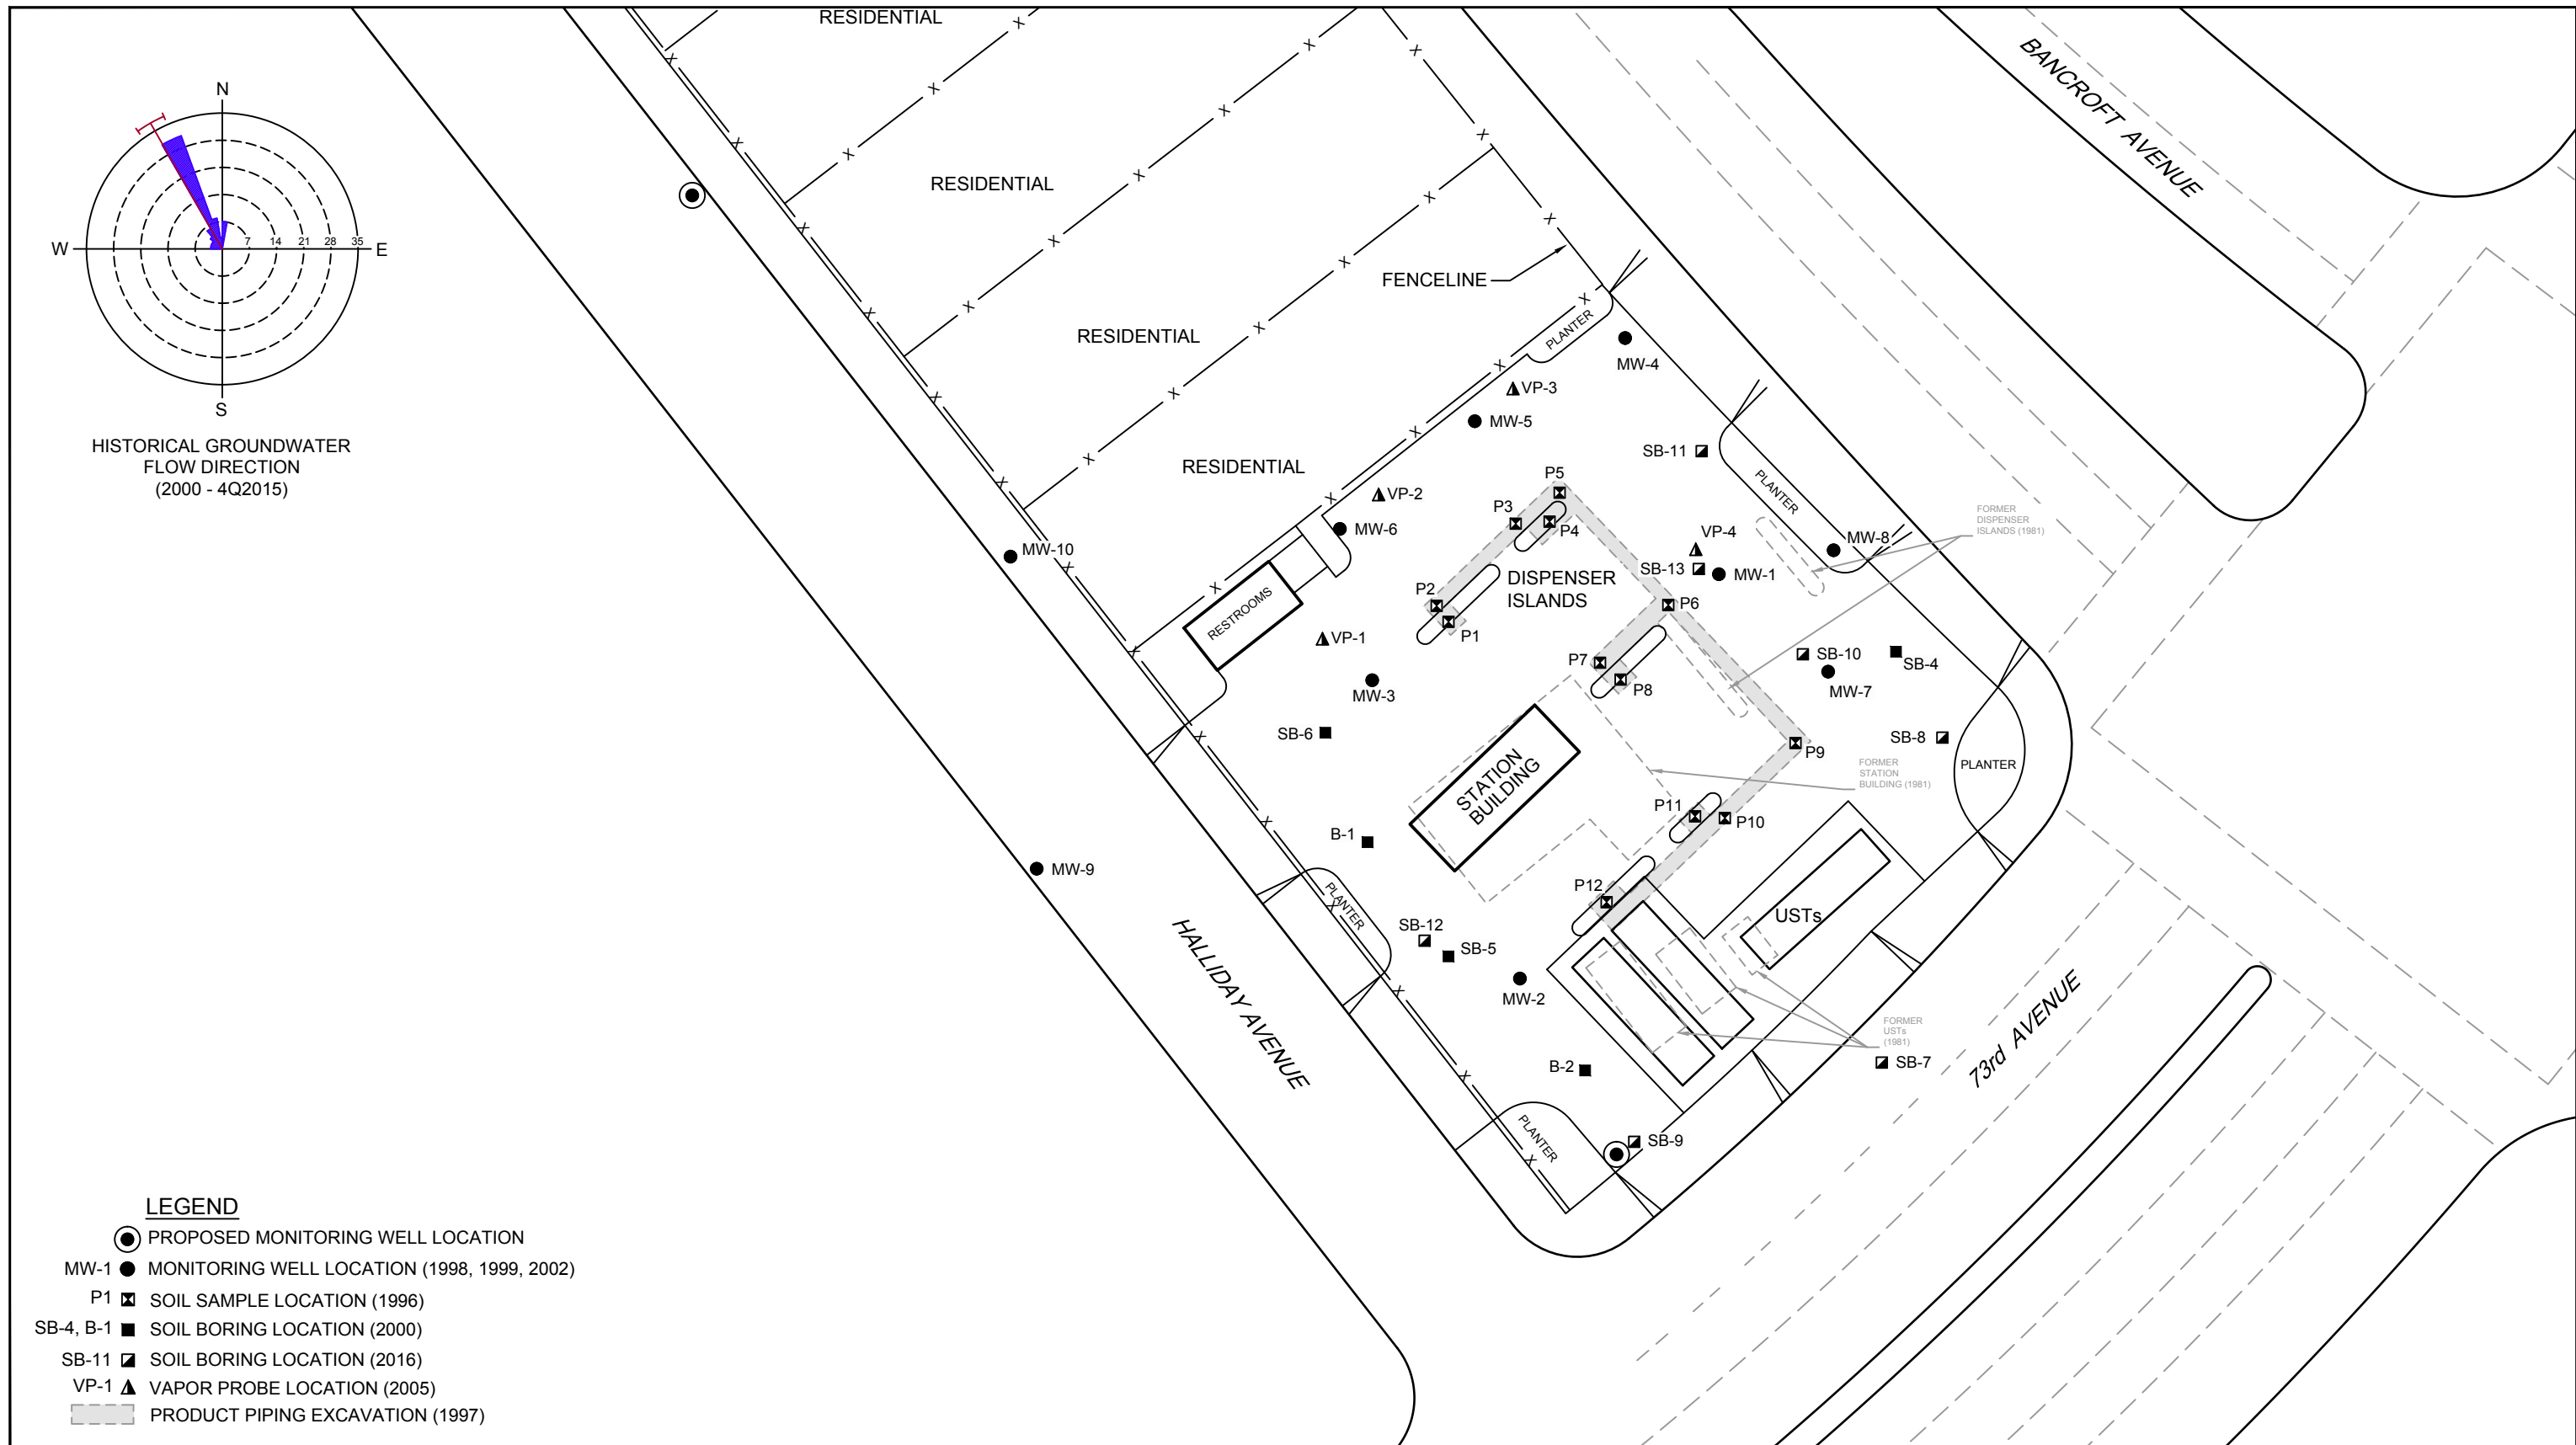 RESIDENTIAL
BANCROFT AVENUE
N
W
E
S
7
14
21
28
35
HISTORICAL GROUNDWATER
FLOW DIRECTION
(2000 - 4Q2015)
RESIDENTIAL
RESIDENTIAL
RESIDENTIAL
FENCELINE
PLANTER
MW-4
VP-3
MW-5
SB-11
VP-2
MW-6
P5
P3
P4
PLANTER
FORMER
DISPENSER
ISLANDS (1981)
VP-4
MW-8
SB-13
MW-1
MW-10
DISPENSER
ISLANDS
P2
P1
P6
RESTROOMS
VP-1
MW-3
P7
P8
SB-10
SB-4
MW-7
SB-6
SB-8
P9
PLANTER
FORMER
STATION
BUILDING (1981)
STATION
BUILDING
P11
P10
B-1
MW-9
P12
PLANTER
USTs
SB-12
SB-5
MW-2
HALLIDAY AVENUE
73rd AVENUE
FORMER
USTs
(1981)
SB-7
B-2
PLANTER
SB-9
LEGEND
PROPOSED MONITORING WELL LOCATION
MW-1 MONITORING WELL LOCATION (1998, 1999, 2002)
P1 SOIL SAMPLE LOCATION (1996)
SB-4, B-1 SOIL BORING LOCATION (2000)
SB-11 SOIL BORING LOCATION (2016)
VP-1 VAPOR PROBE LOCATION (2005)
PRODUCT PIPING EXCAVATION (1997)